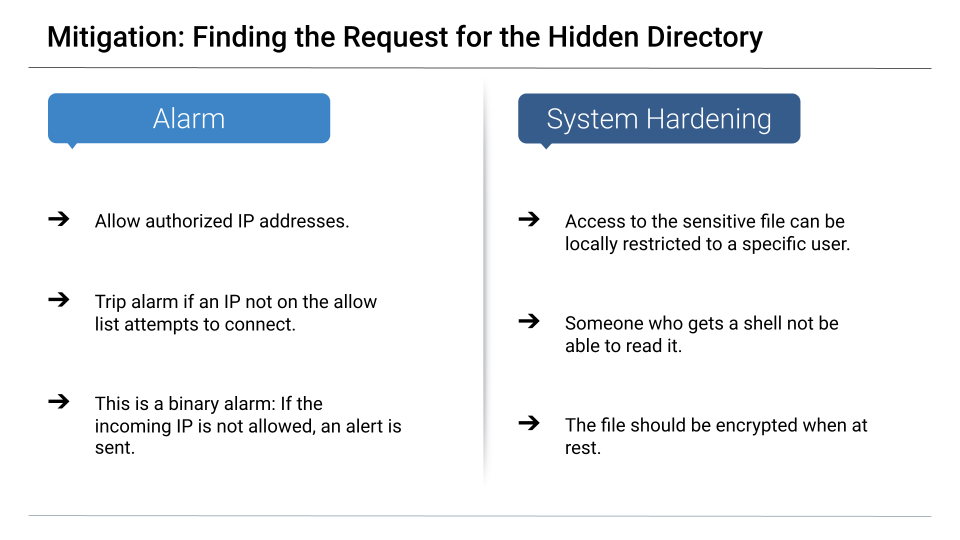 Mitigation: Finding the Request for the Hidden Directory
Alarm
➔ Allow authorized IP addresses.
➔ Trip alarm if an IP not on the allow
list attempts to connect.
➔ This is a binary alarm: If the
incoming IP is not allowed, an alert is
sent.
System Hardening
➔ Access to the sensitive file can be
locally restricted to a specific user.
➔ Someone who gets a shell not be
able to read it.
➔ The file should be encrypted when at
rest.